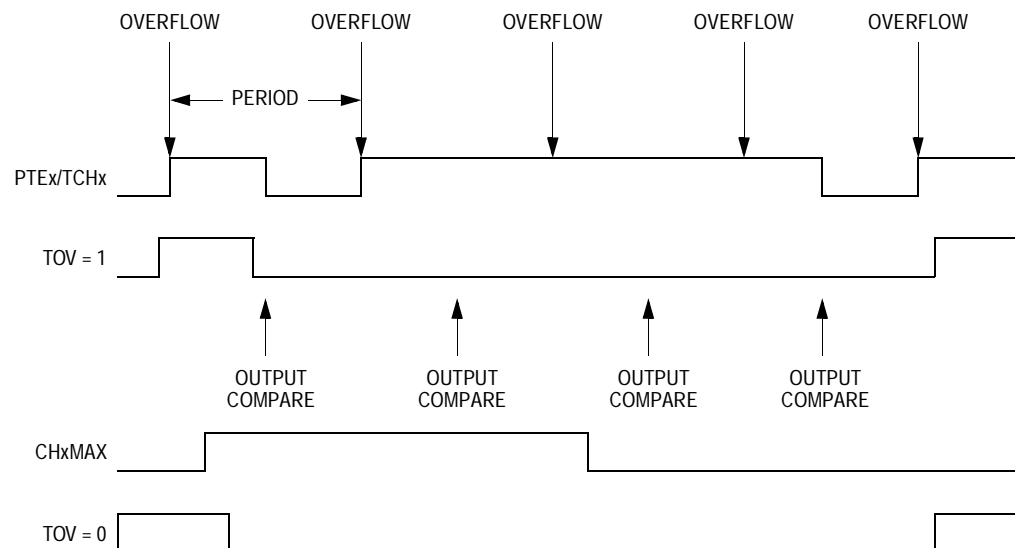 OVERFLOW OVERFLOW OVERFLOW OVERFLOW OVERFLOW
PERIOD
PTEx/TCHx
TOV = 1
OUTPUT OUTPUT OUTPUT OUTPUT
COMPARE COMPARE COMPARE COMPARE
CHxMAX
TOV = 0